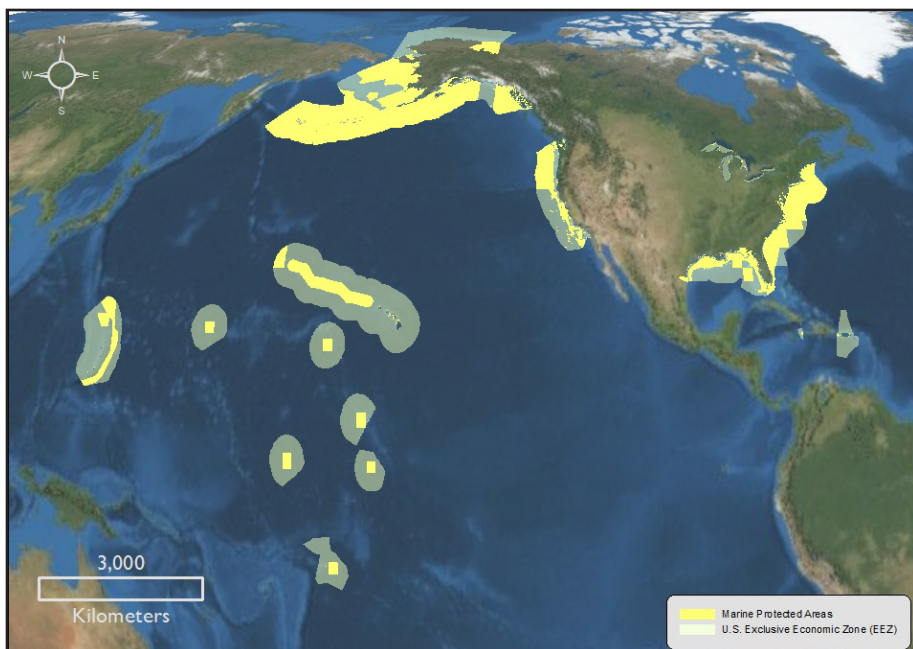 N
W E
S
3,000
Kilometers
Marine Protected Areas
U.S. Exclusive Economic Zone (EEZ)